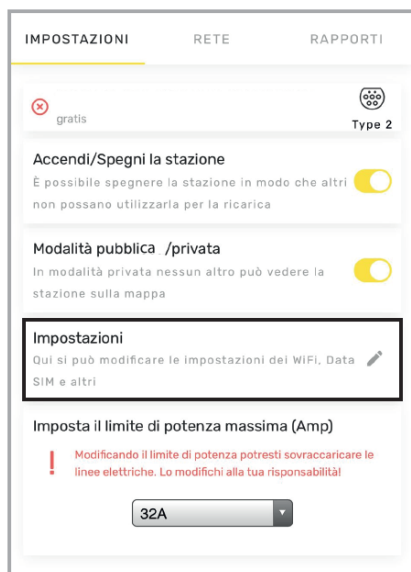 IMPOSTAZIONI RETE RAPPORTI
gratis
Type 2
Accendi/Spegni la stazione
È possibile spegnere la stazione in modo che altri
non possano utilizzarla per la ricarica
Modalità pubblica /privata
In modalità privata nessun altro può vedere la
stazione sulla mappa
Impostazioni
Qui si può modificare le impostazioni dei WiFi, Data
SIM e altri
Imposta il limite di potenza massima (Amp)
! Modificando il limite di potenza potresti sovraccaricare le
linee elettriche. Lo modifichi alla tua risponsabilità!
32A